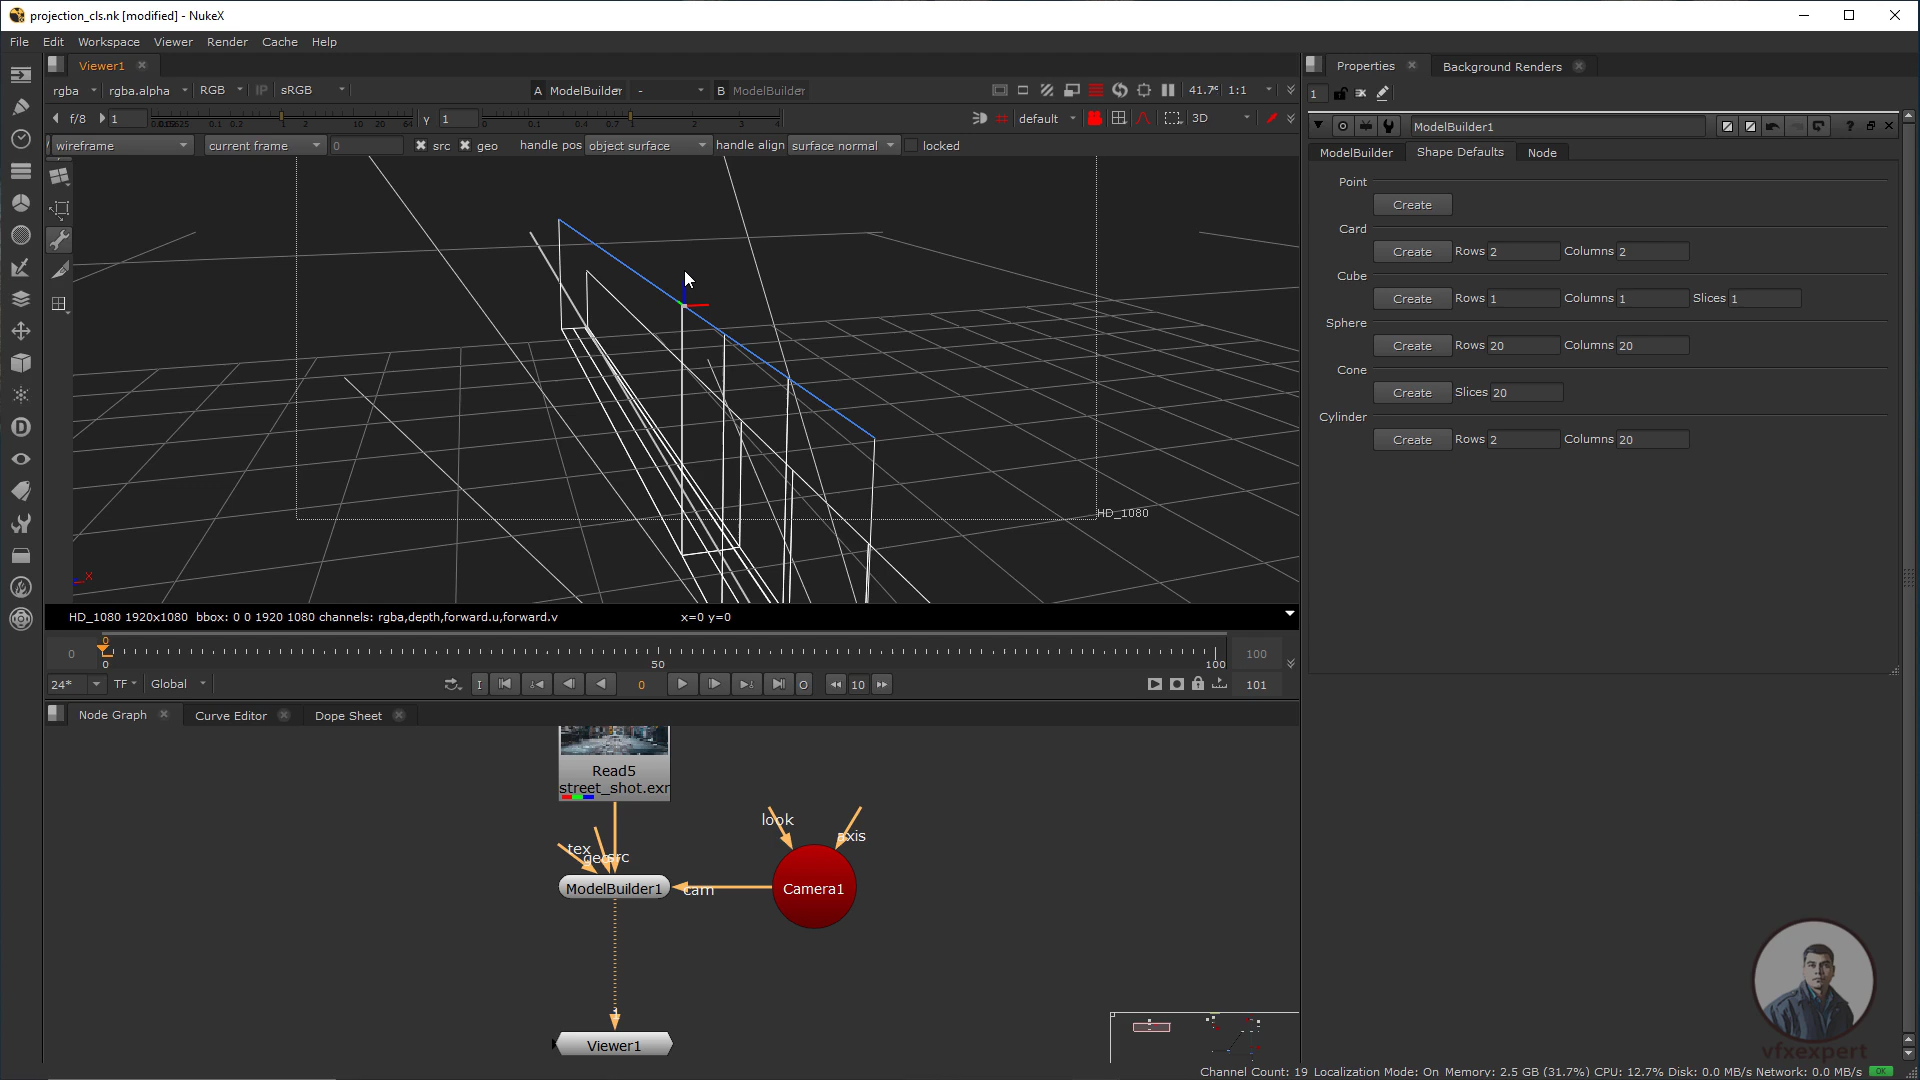 projection_cls.nk [modified] - NukeX
File Edit Workspace Viewer Render Cache Help
Viewer1
Properties
Background Renders
rgba
rgba.alpha
RGB
IP
sRGB
A ModelBuilder
-
B ModelBuilder
1:1
1
f/8
1
γ
1
default
3D
ModelBuilder1
wireframe
current frame
0
src
geo
handle pos
object surface
handle align
surface normal
locked
ModelBuilder
Shape Defaults
Node
Point
Create
Card
Create Rows 2 Columns 2
Cube
Create Rows 1 Columns 1 Slices 1
Sphere
Create Rows 20 Columns 20
Cone
Create Slices 20
Cylinder
Create Rows 2 Columns 20
HD_1080
X
HD_1080 1920x1080 bbox: 0 0 1920 1080 channels: rgba,depth,forward.u,forward.v
x=0 y=0
0
0
0
50
100
100
24*
TF
Global
I
0
O
10
101
Node Graph
Curve Editor
Dope Sheet
Read5
street_shot.exr
look
axis
tex
geo
src
ModelBuilder1
cam
Camera1
1
Viewer1
vfxexpert
Channel Count: 19 Localization Mode: On Memory: 2.5 GB (31.7%) CPU: 12.7% Disk: 0.0 MB/s Network: 0.0 MB/s
OK